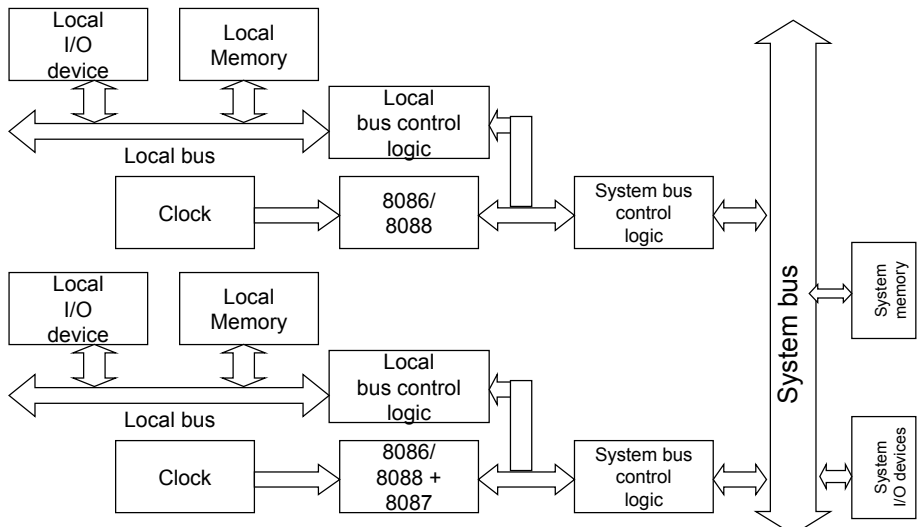 Local
I/O
device
Local
Memory
Local
bus control
logic
Local bus
Clock
8086/
8088
System bus
control
logic
Local
I/O
device
Local
Memory
Local
bus control
logic
Local bus
Clock
8086/
8088 +
8087
System bus
control
logic
System bus
System
memory
System
I/O devices